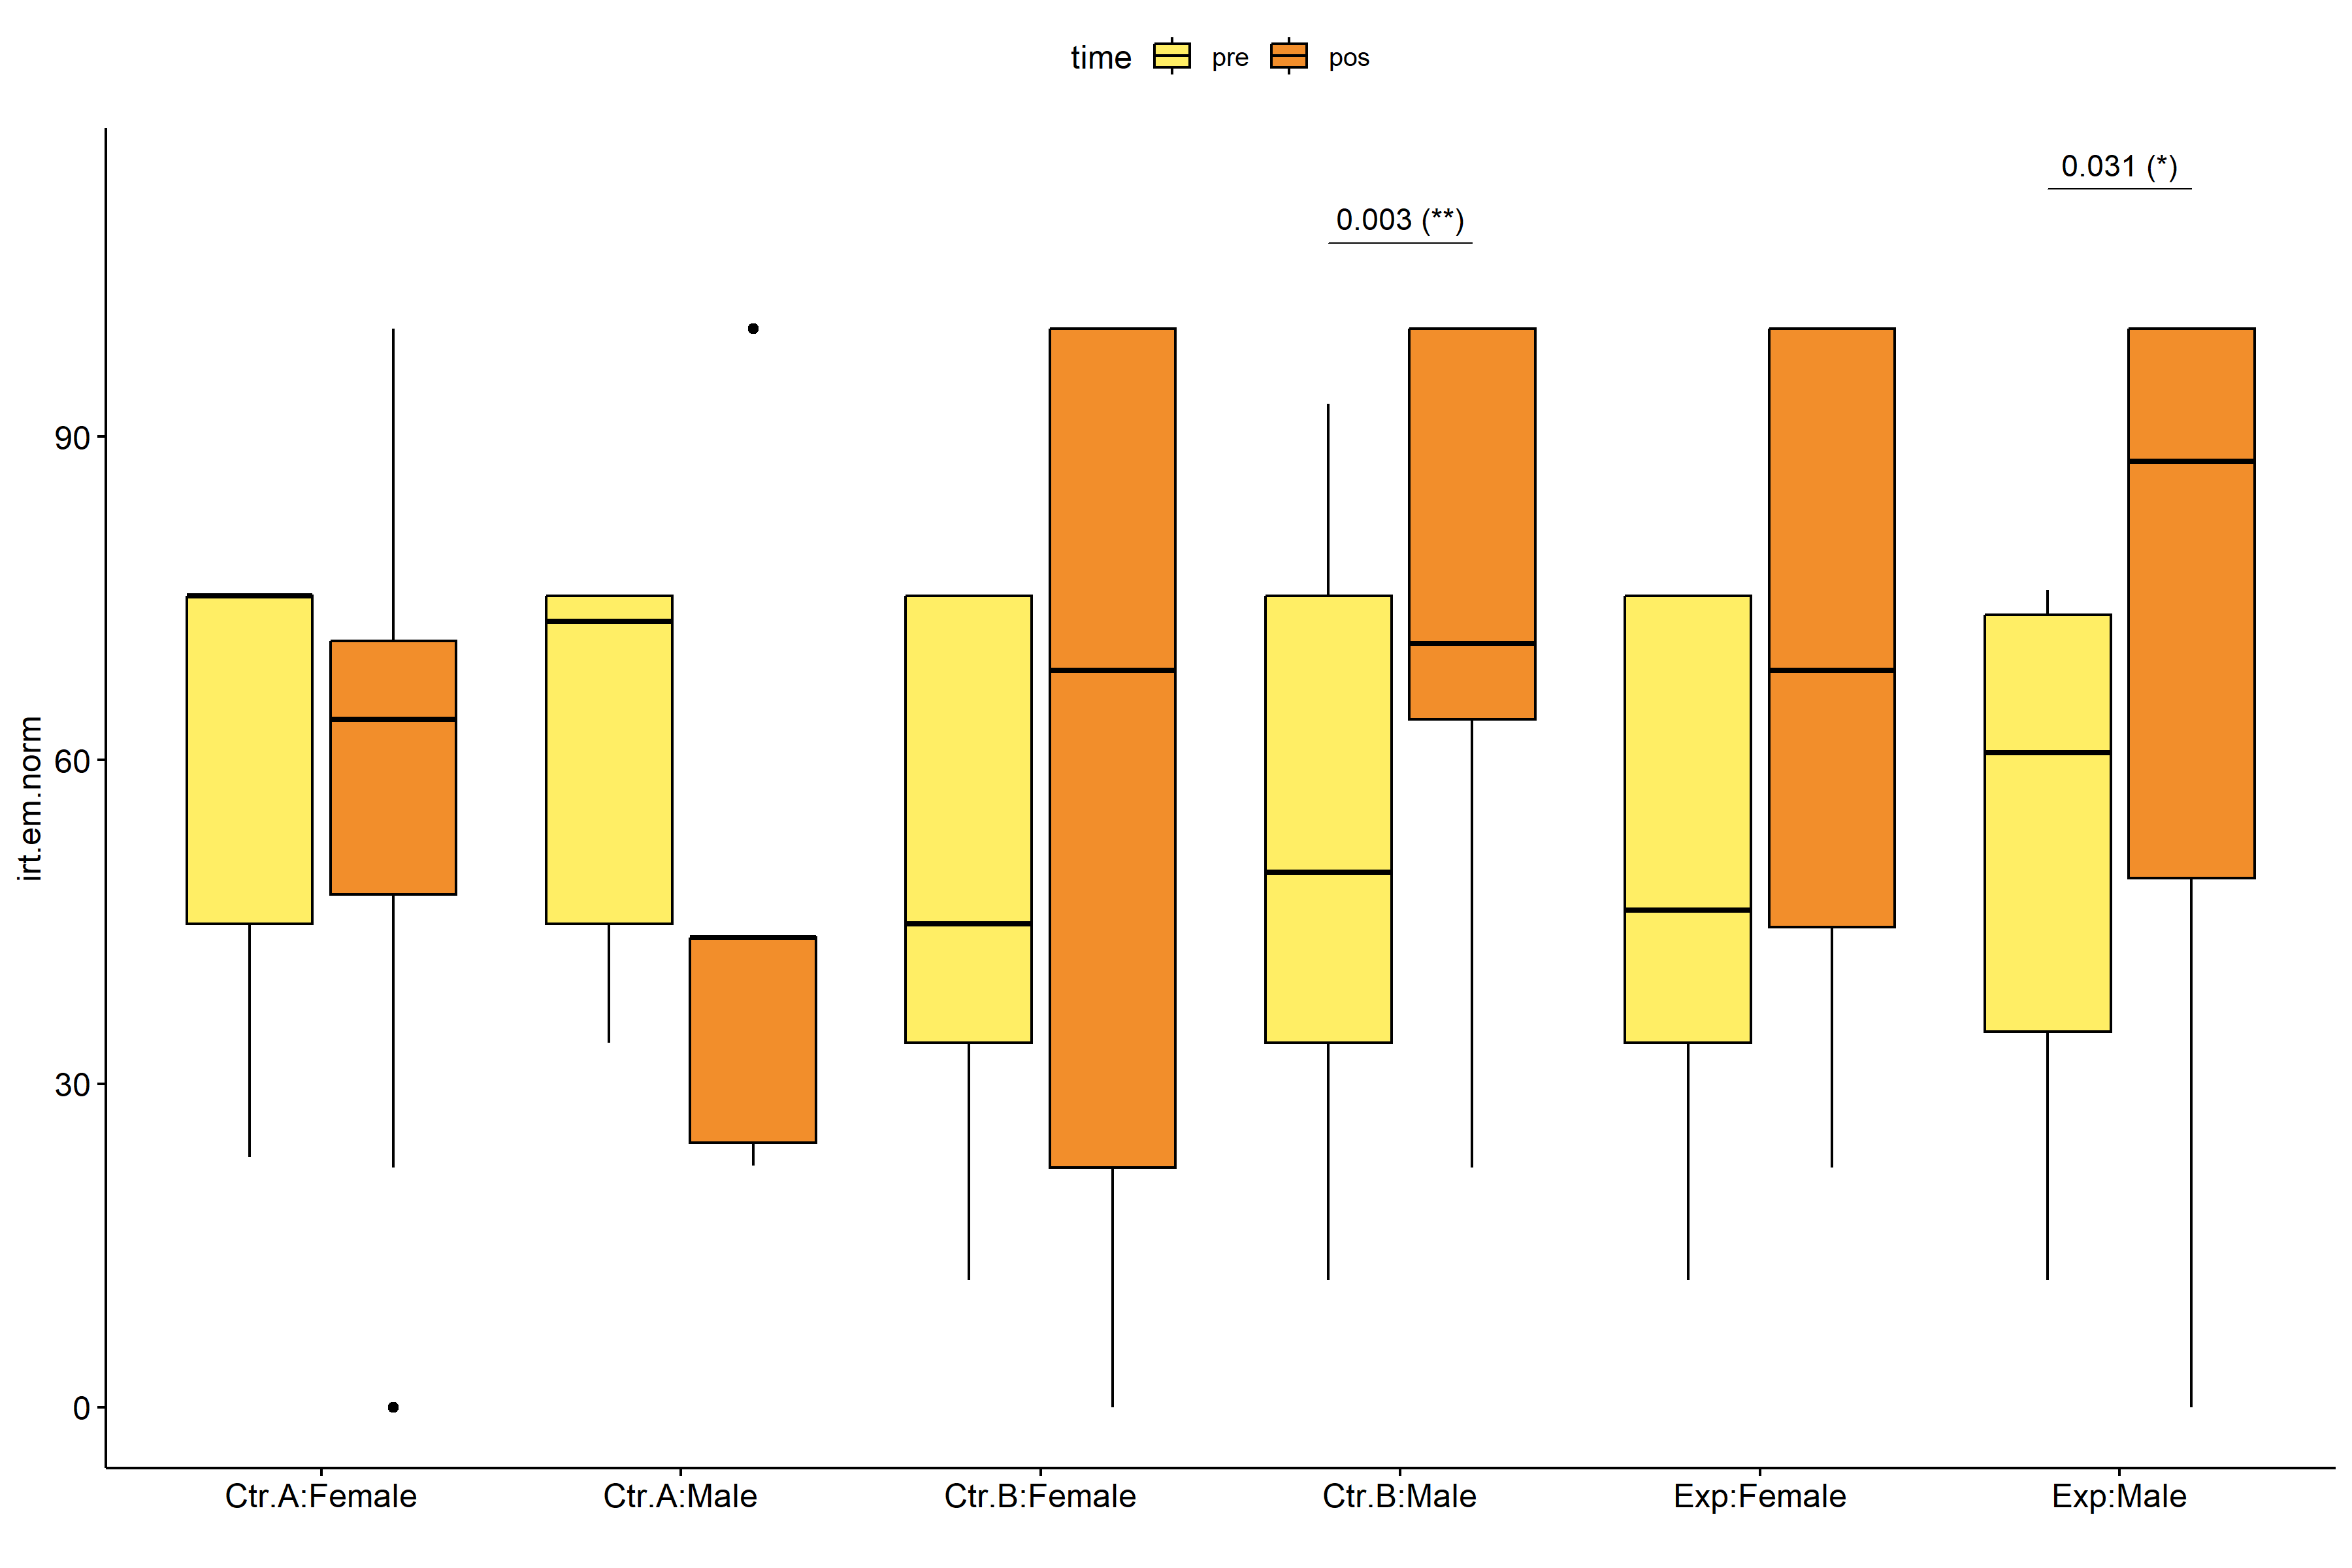 time pre pos
0.031 (*)
0.003 (**)
irt.em.norm
90
60
30
0
Ctr.A:Female Ctr.A:Male Ctr.B:Female Ctr.B:Male Exp:Female Exp:Male